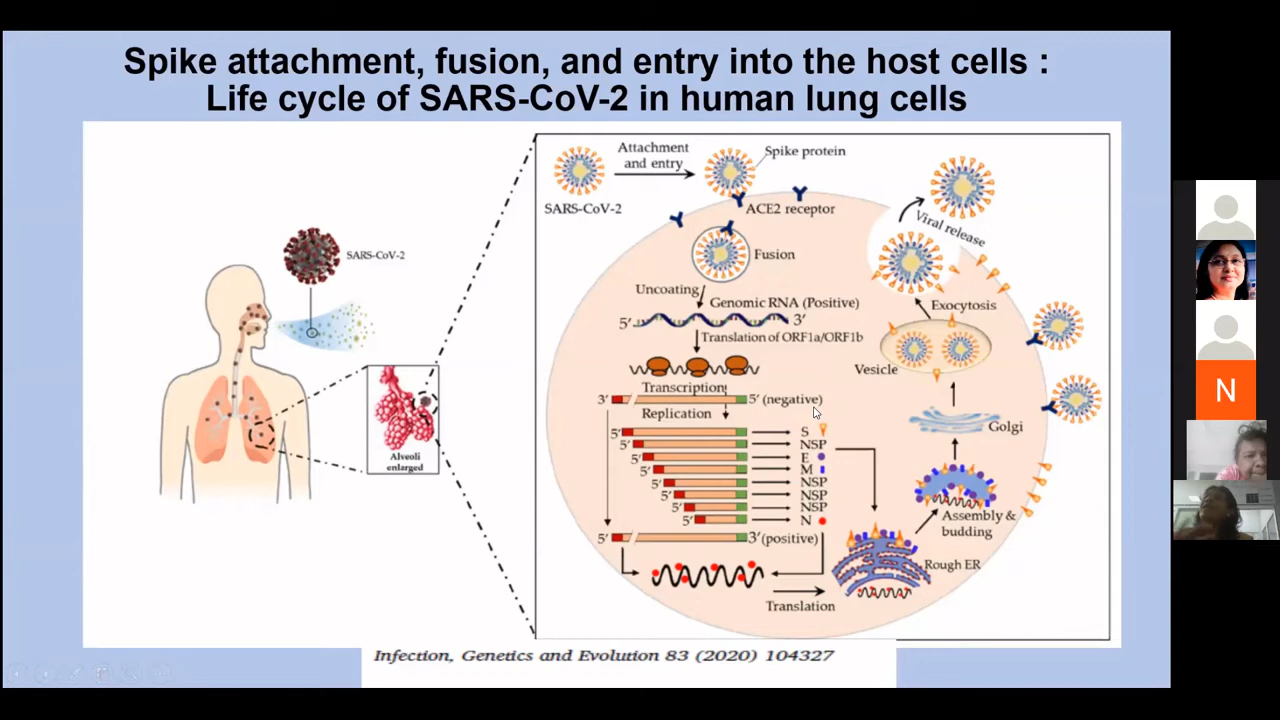 Spike attachment, fusion, and entry into the host cells :
Life cycle of SARS-CoV-2 in human lung cells
SARS-CoV-2
Alveoli
enlarged
Attachment
and entry
Spike protein
SARS-CoV-2
ACE2 receptor
Viral release
Fusion
Uncoating
Genomic RNA (Positive)
5′
3′
Exocytosis
Translation of ORF1a/ORF1b
Vesicle
Transcription
3′
5′ (negative)
Replication
Golgi
5′ S
5′ NSP
5′ E
5′ M
5′ NSP
5′ NSP
5′ NSP
5′ N
Assembly &
budding
5′
3′ (positive)
Rough ER
Translation
Infection, Genetics and Evolution 83 (2020) 104327
N